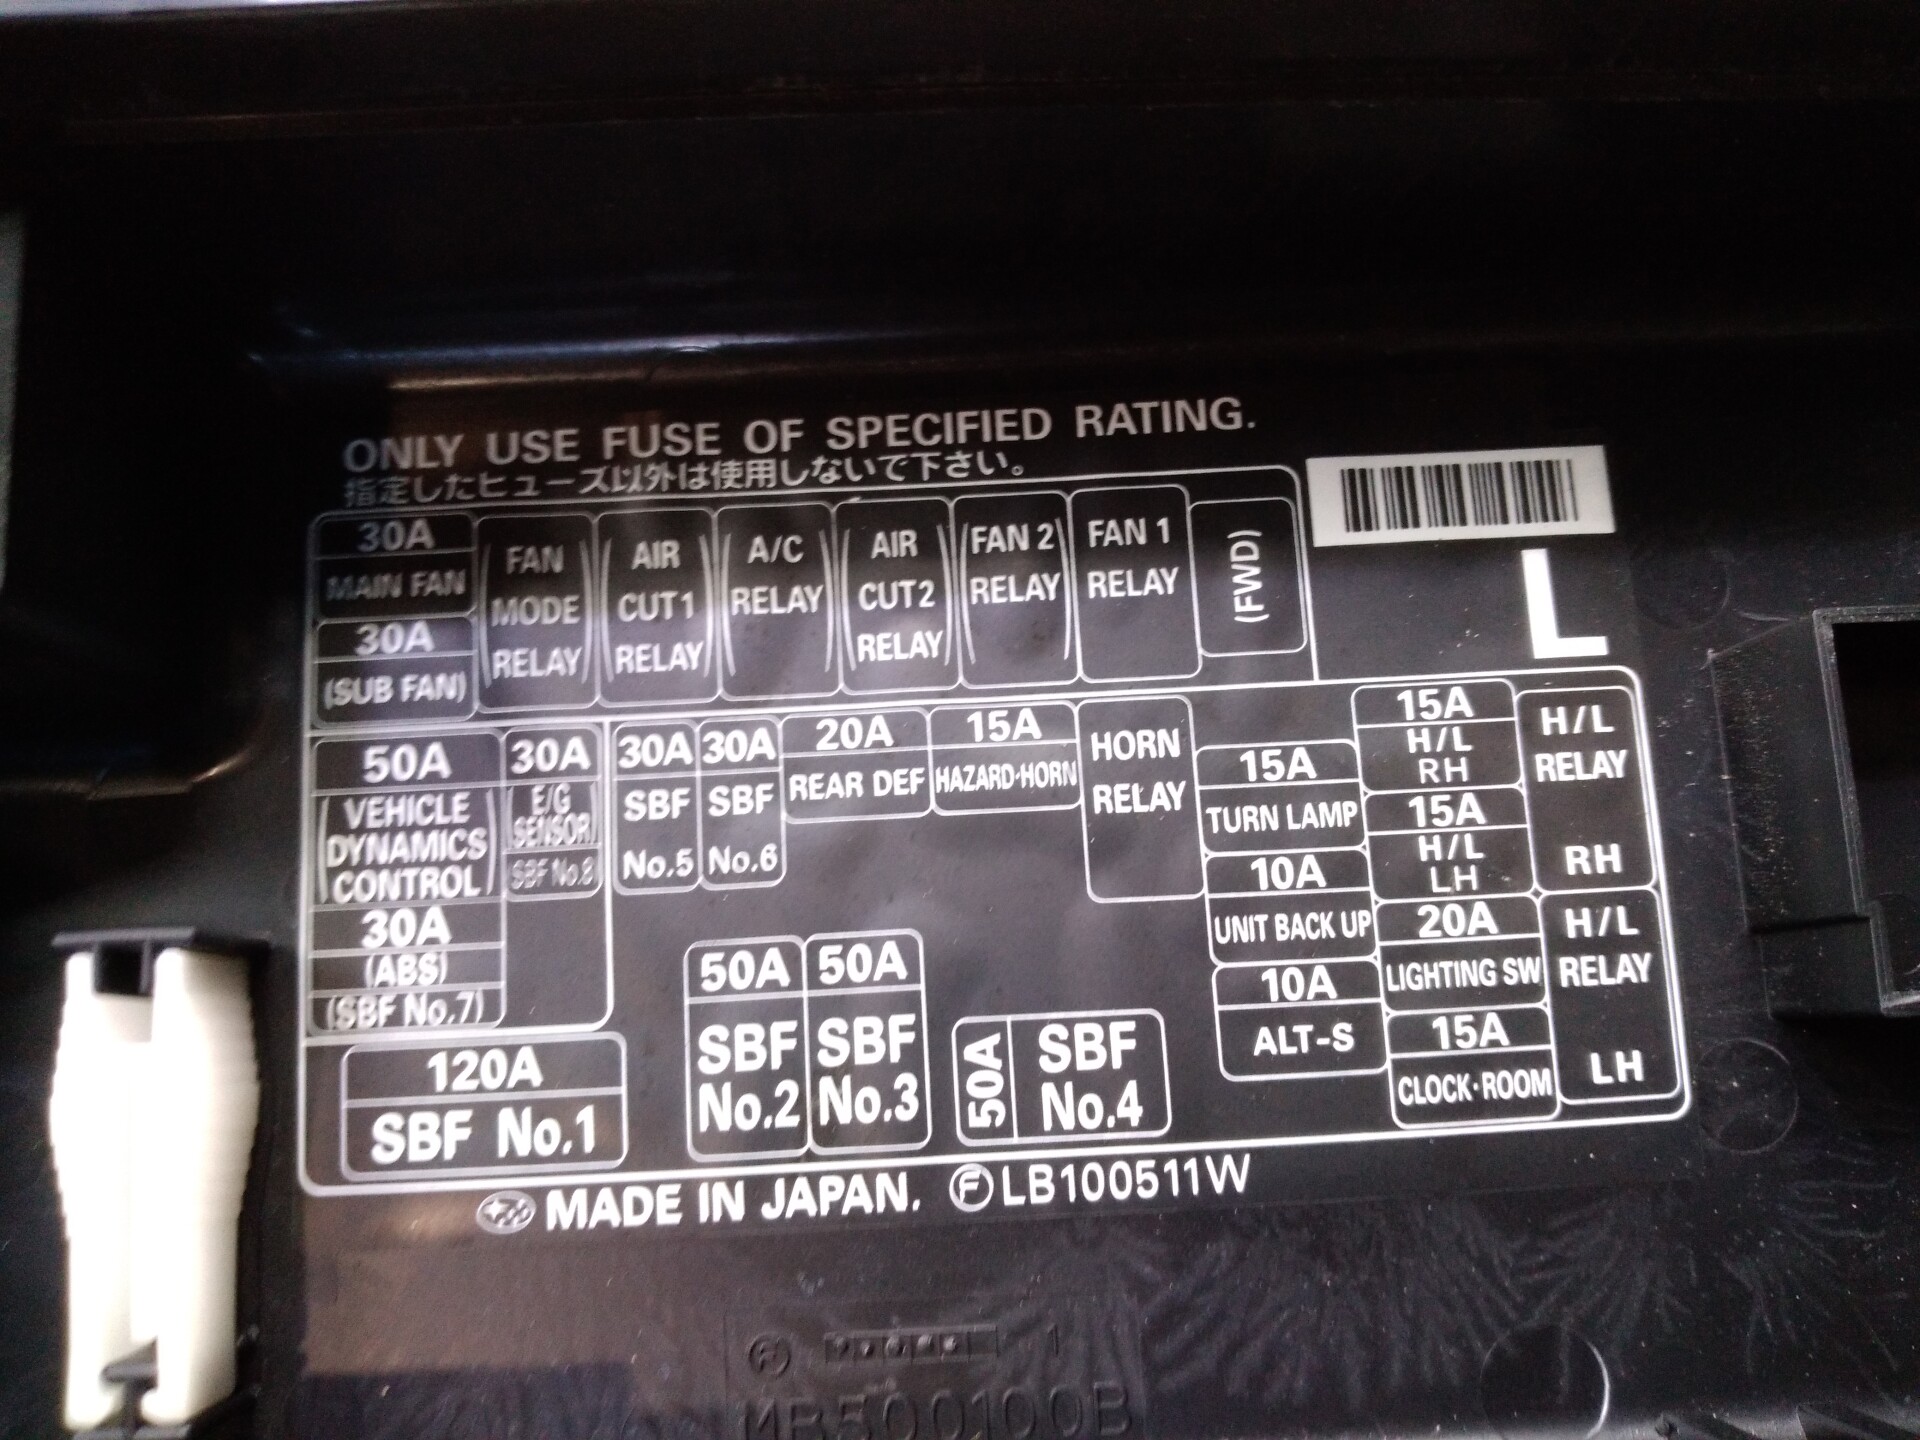 ONLY USE FUSE OF SPECIFIED RATING.
指定したヒューズ以外は使用しないで下さい。
30A
MAIN FAN
30A
(SUB FAN)
(FAN
MODE
RELAY)
(AIR
CUT1
RELAY)
(A/C
RELAY)
(AIR
CUT2
RELAY)
(FAN 2
RELAY)
FAN 1
RELAY
(FWD)
L
50A
(VEHICLE
DYNAMICS
CONTROL)
30A
(ABS)
(SBF No.7)
30A
E/G
SENSOR
SBF No.8
30A
SBF
No.5
30A
SBF
No.6
20A
REAR DEF
15A
HAZARD·HORN
HORN
RELAY
15A
TURN LAMP
10A
UNIT BACK UP
10A
ALT-S
15A
H/L
RH
15A
H/L
LH
20A
LIGHTING SW
15A
CLOCK·ROOM
H/L
RELAY
RH
H/L
RELAY
LH
120A
SBF No.1
50A
SBF
No.2
50A
SBF
No.3
50A
SBF
No.4
MADE IN JAPAN. Ⓕ LB100511W
MB500100B